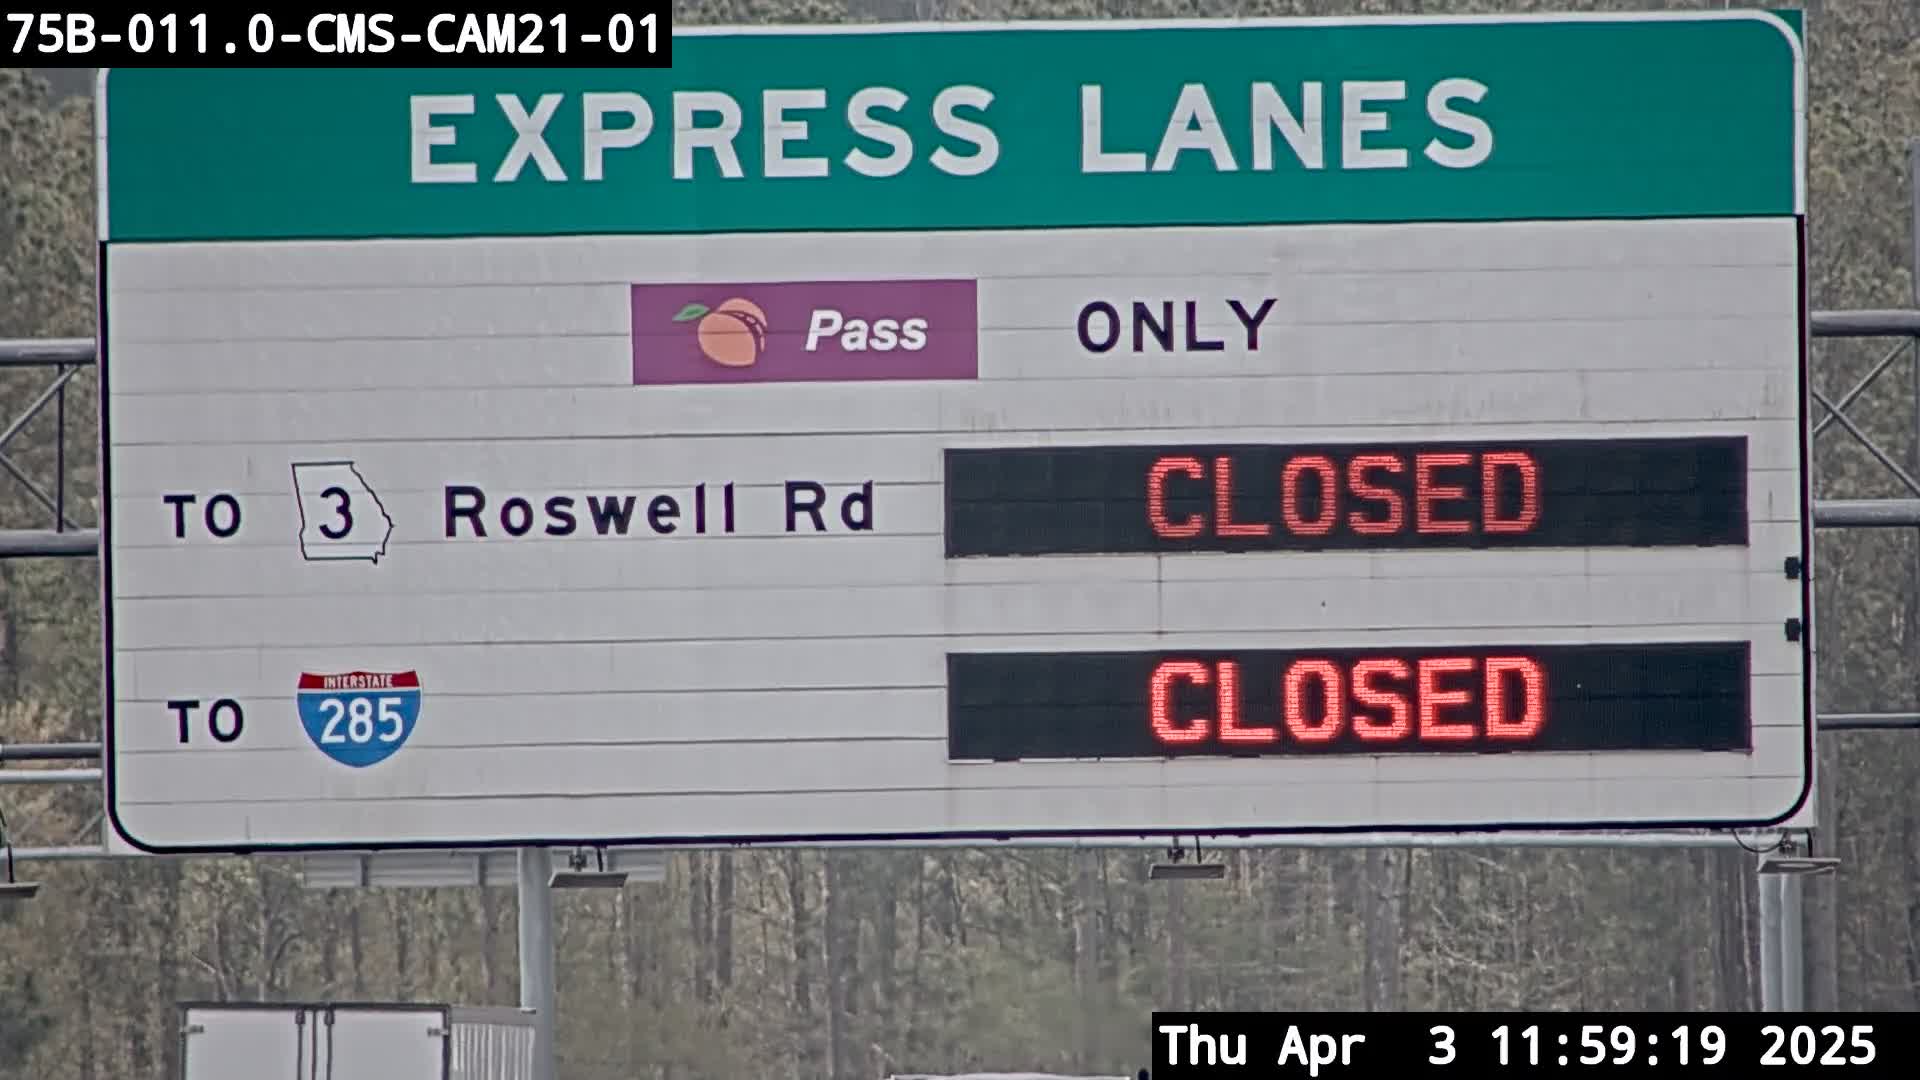 75B-011.0-CMS-CAM21-01
EXPRESS LANES
Pass ONLY
TO 3 Roswell Rd CLOSED
TO INTERSTATE 285 CLOSED
Thu Apr 3 11:59:19 2025